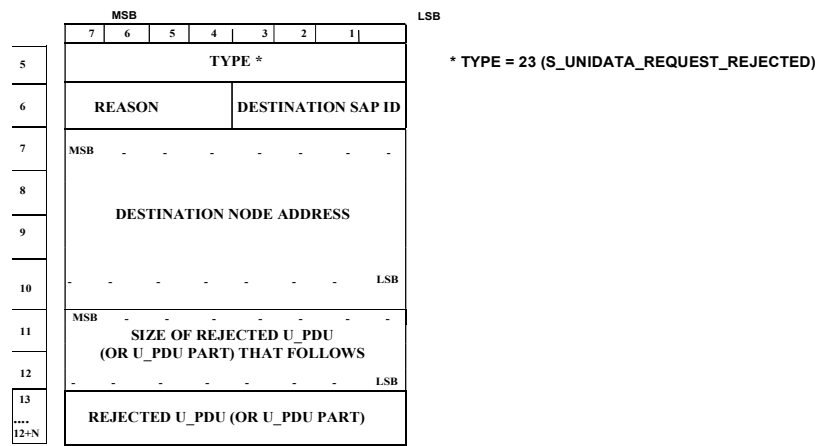 MSB LSB
7 6 5 4 3 2 1
5 TYPE * * TYPE = 23 (S_UNIDATA_REQUEST_REJECTED)
6 REASON DESTINATION SAP ID
7 MSB - - - - - - -
8
DESTINATION NODE ADDRESS
9
10 - - - - - - - LSB
MSB - - - - - - -
11 SIZE OF REJECTED U_PDU
(OR U_PDU PART) THAT FOLLOWS
12 - - - - - - - LSB
13
REJECTED U_PDU (OR U_PDU PART)
....
12+N